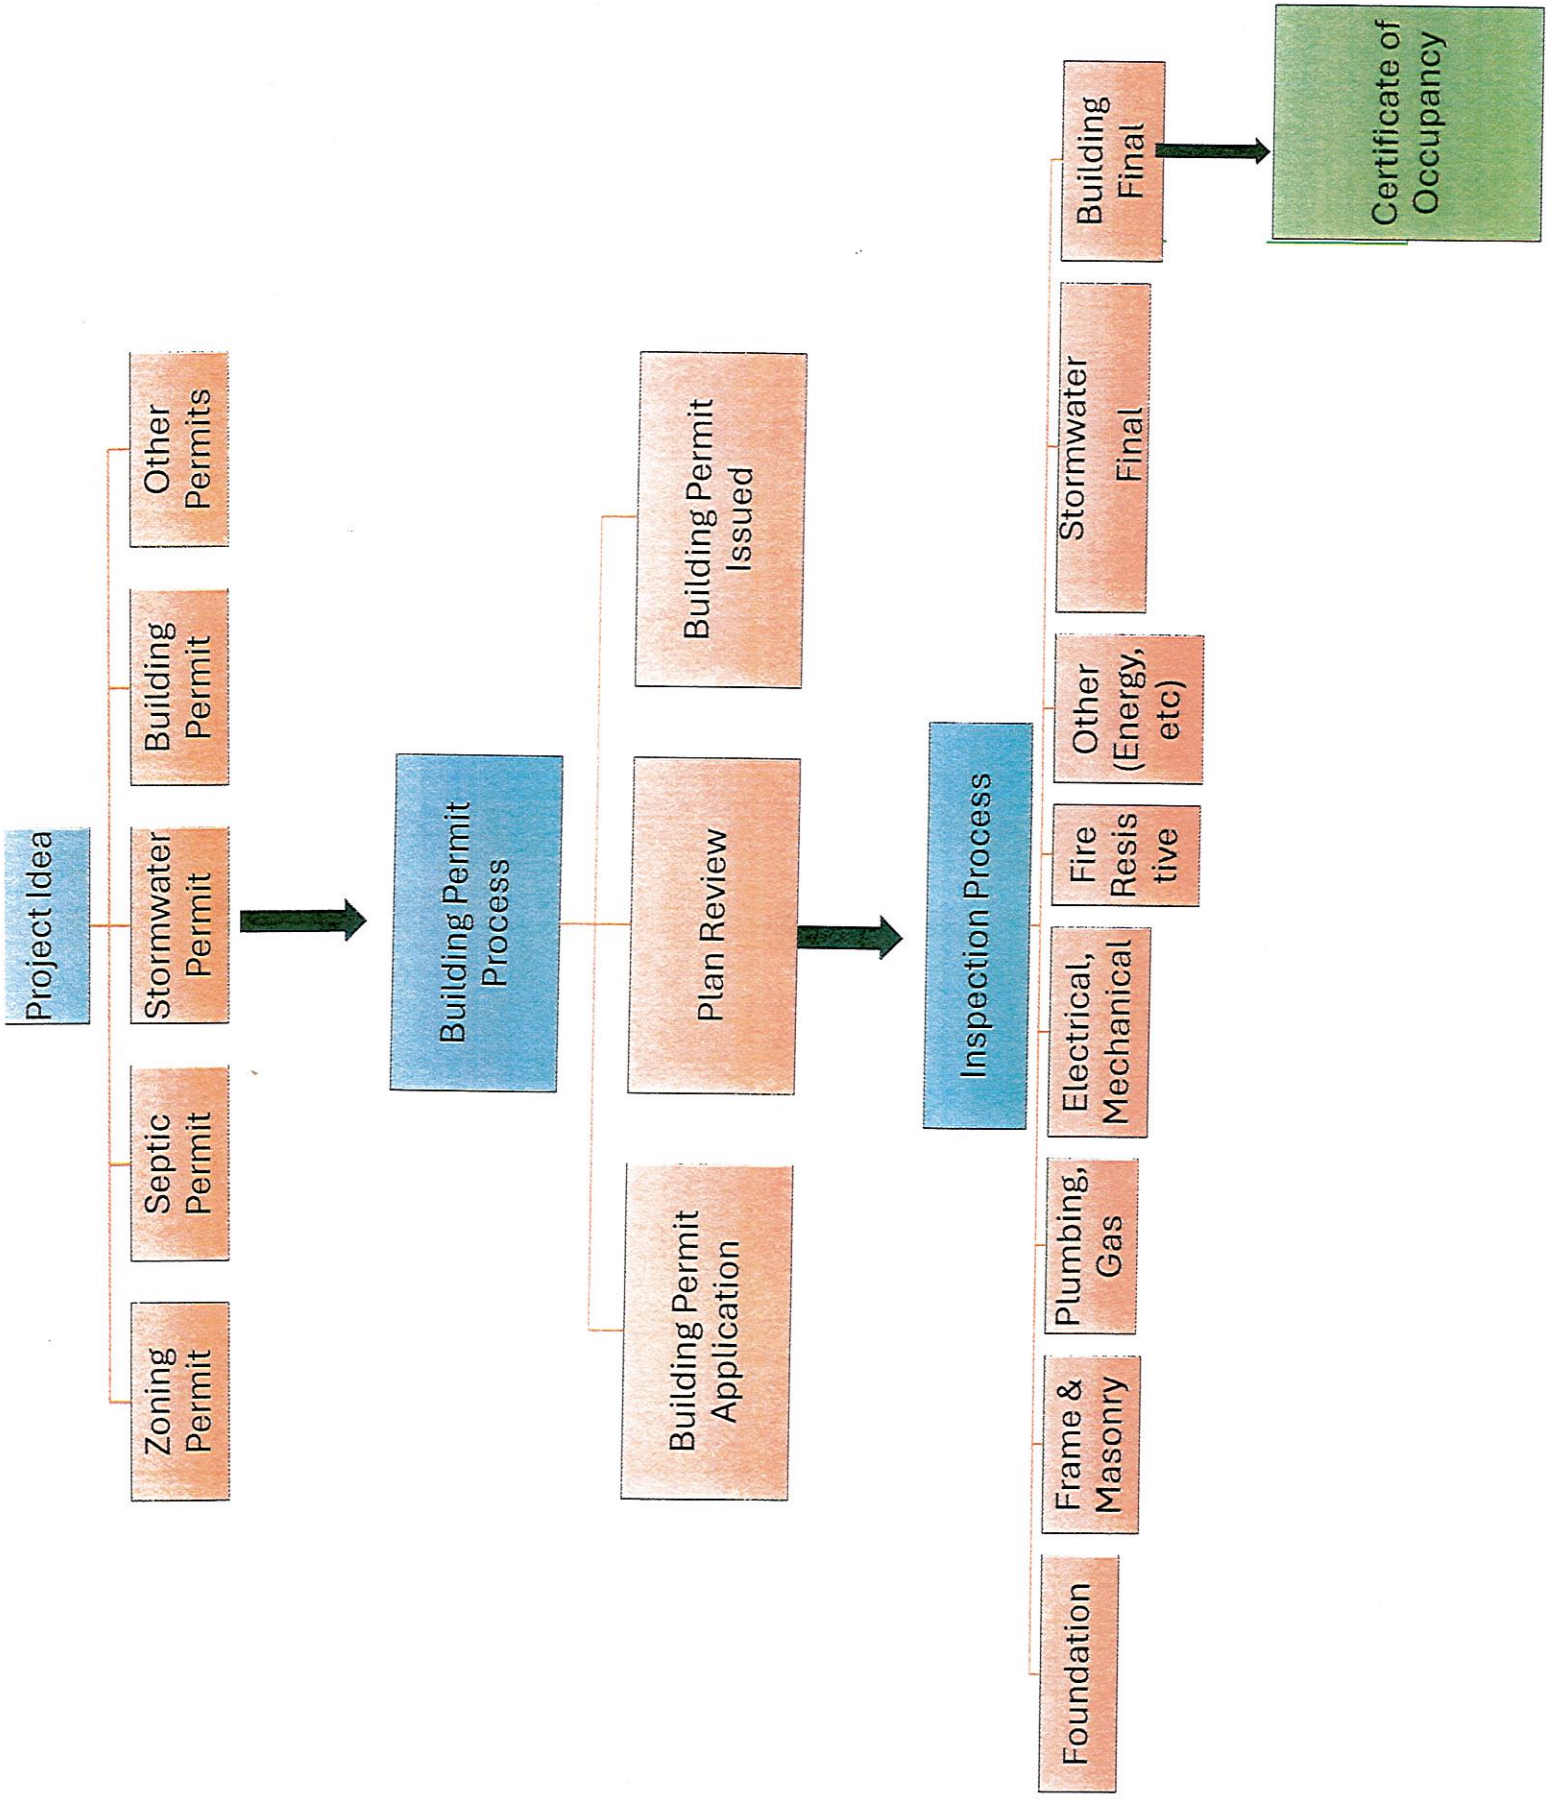 Project Idea
Zoning
Permit
Septic
Permit
Stormwater
Permit
Building
Permit
Other
Permits
Building Permit
Process
Building Permit
Application
Plan Review
Building Permit
Issued
Inspection Process
Foundation
Frame &
Masonry
Plumbing,
Gas
Electrical,
Mechanical
Fire
Resis
tive
Other
(Energy,
etc)
Stormwater
Final
Building
Final
Certificate of
Occupancy